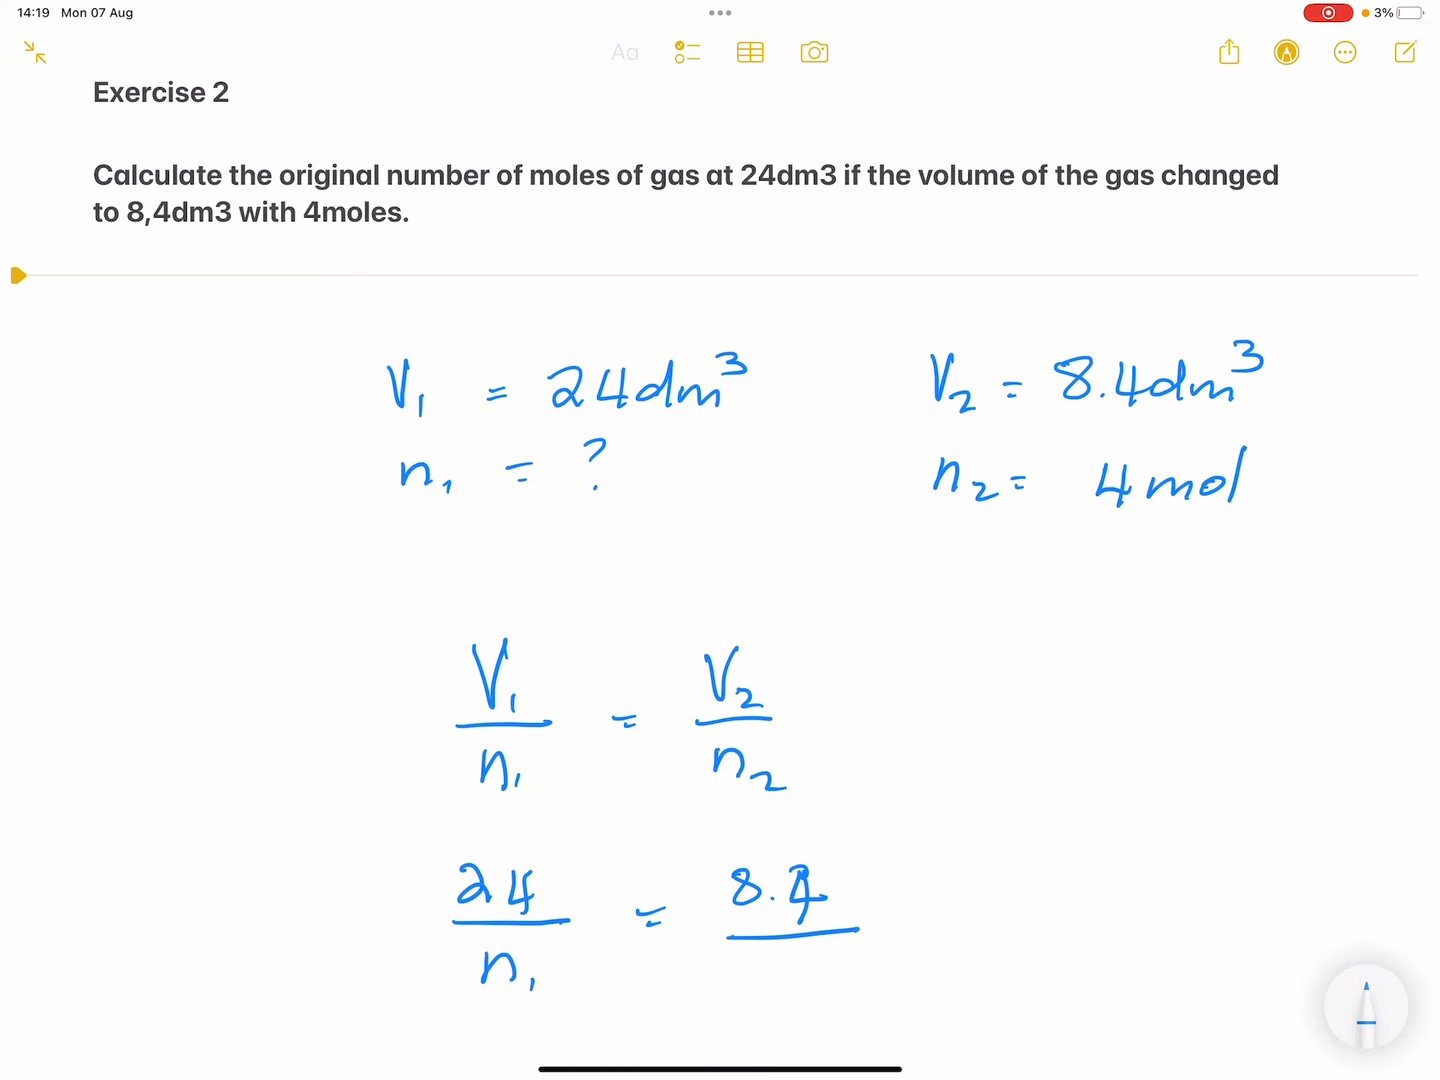 14:19 Mon 07 Aug
3%
Aa
Exercise 2
Calculate the original number of moles of gas at 24dm3 if the volume of the gas changed
to 8,4dm3 with 4moles.
V₁ = 24dm³ V₂ = 8.4dm³
n₁ = ? n₂ = 4mol
V₁ = V₂
n₁ n₂
24 = 8.4
n₁